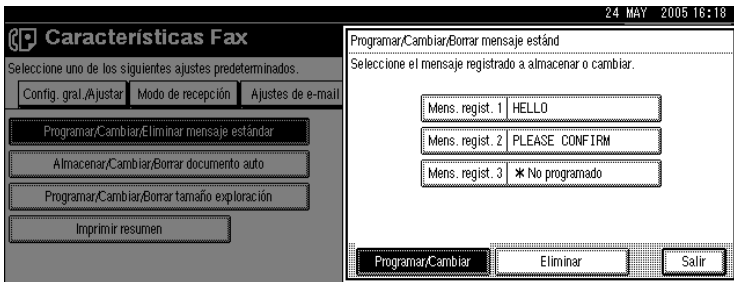 24 MAY 2005 16:18
Características Fax
Seleccione uno de los siguientes ajustes predeterminados.
Config. gral./Ajustar
Modo de recepción
Ajustes de e-mail
Programar/Cambiar/Eliminar mensaje estándar
Almacenar/Cambiar/Borrar documento auto
Programar/Cambiar/Borrar tamaño exploración
Imprimir resumen
Programar/Cambiar/Borrar mensaje estánd
Seleccione el mensaje registrado a almacenar o cambiar.
Mens. regist. 1 HELLO
Mens. regist. 2 PLEASE CONFIRM
Mens. regist. 3 * No programado
Programar/Cambiar
Eliminar
Salir